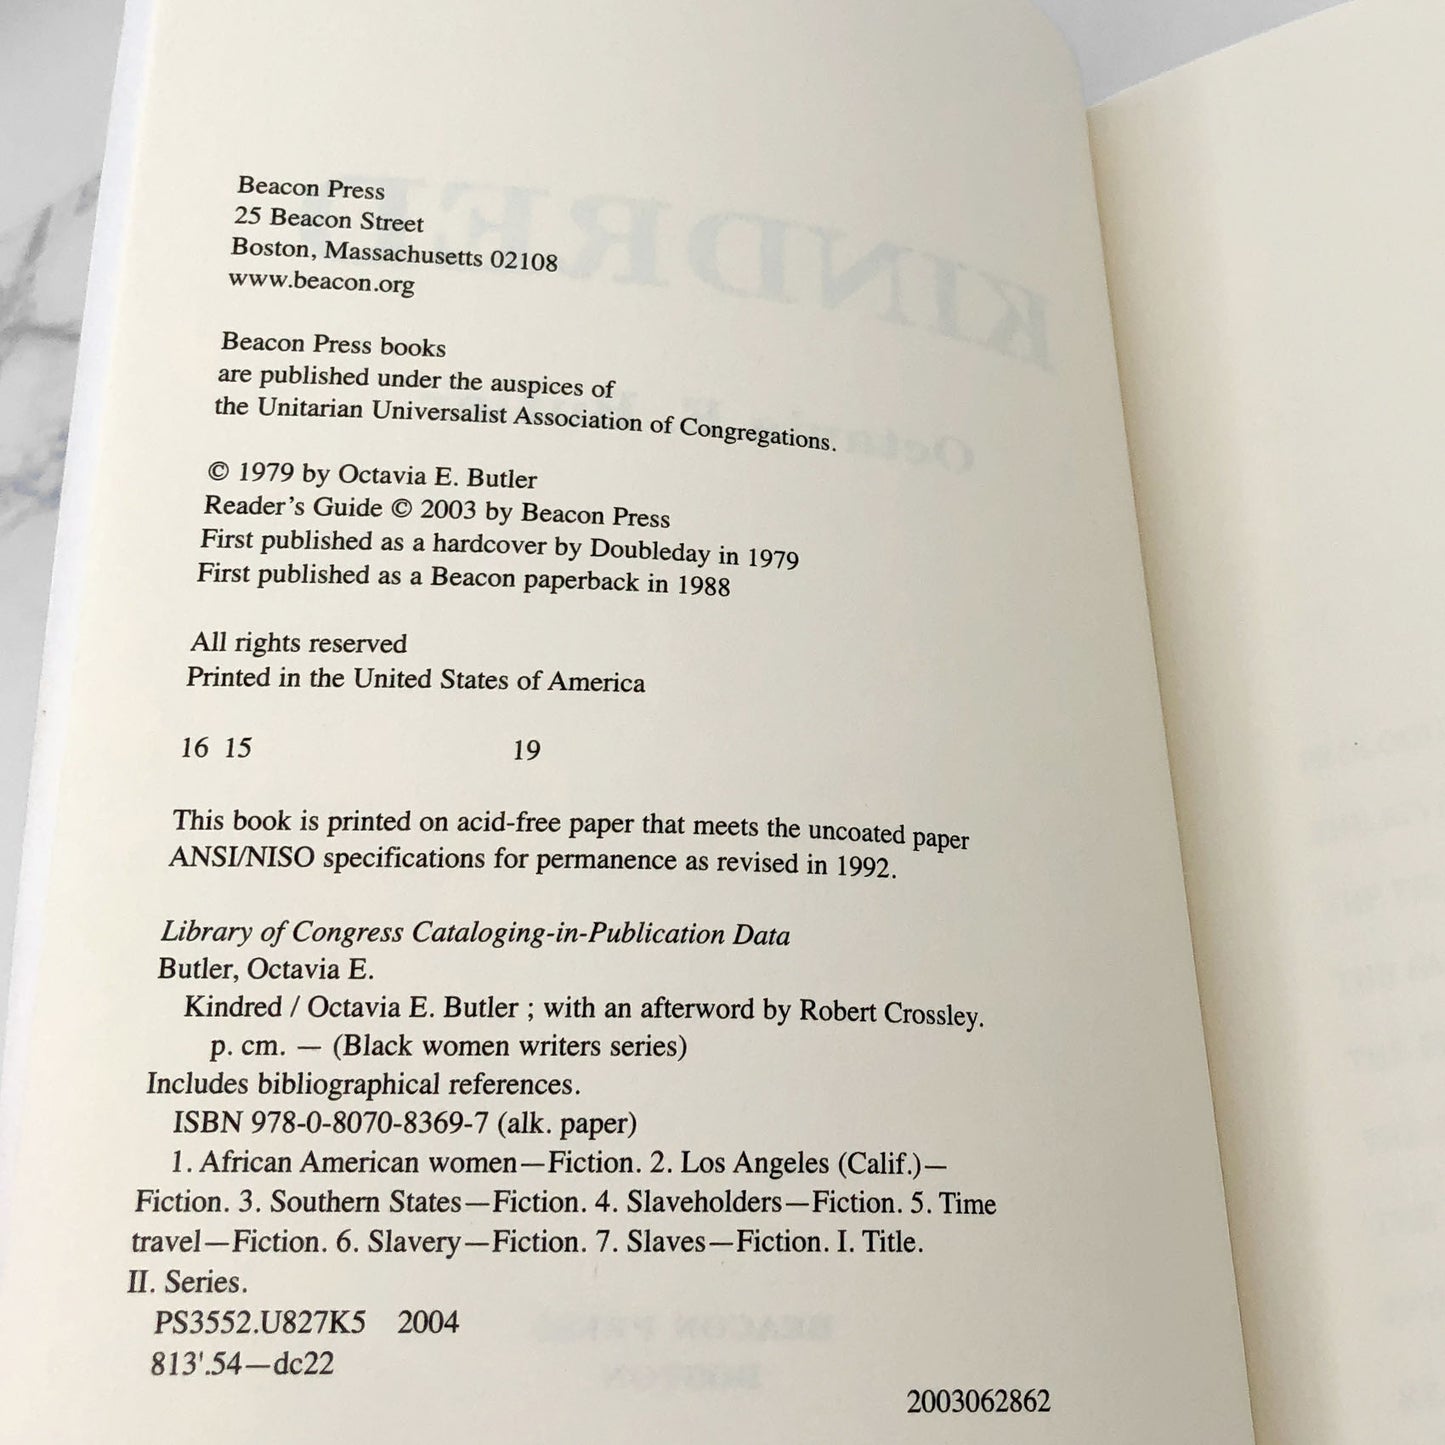 Beacon Press
25 Beacon Street
Boston, Massachusetts 02108
www.beacon.org
Beacon Press books
are published under the auspices of
the Unitarian Universalist Association of Congregations.
© 1979 by Octavia E. Butler
Reader's Guide © 2003 by Beacon Press
First published as a hardcover by Doubleday in 1979
First published as a Beacon paperback in 1988
All rights reserved
Printed in the United States of America
16 15 19
This book is printed on acid-free paper that meets the uncoated paper
ANSI/NISO specifications for permanence as revised in 1992.
Library of Congress Cataloging-in-Publication Data
Butler, Octavia E.
Kindred / Octavia E. Butler ; with an afterword by Robert Crossley.
p. cm. — (Black women writers series)
Includes bibliographical references.
ISBN 978-0-8070-8369-7 (alk. paper)
1. African American women—Fiction. 2. Los Angeles (Calif.)—
Fiction. 3. Southern States—Fiction. 4. Slaveholders—Fiction. 5. Time
travel—Fiction. 6. Slavery—Fiction. 7. Slaves—Fiction. I. Title.
II. Series.
PS3552.U827K5 2004
813'.54—dc22
2003062862